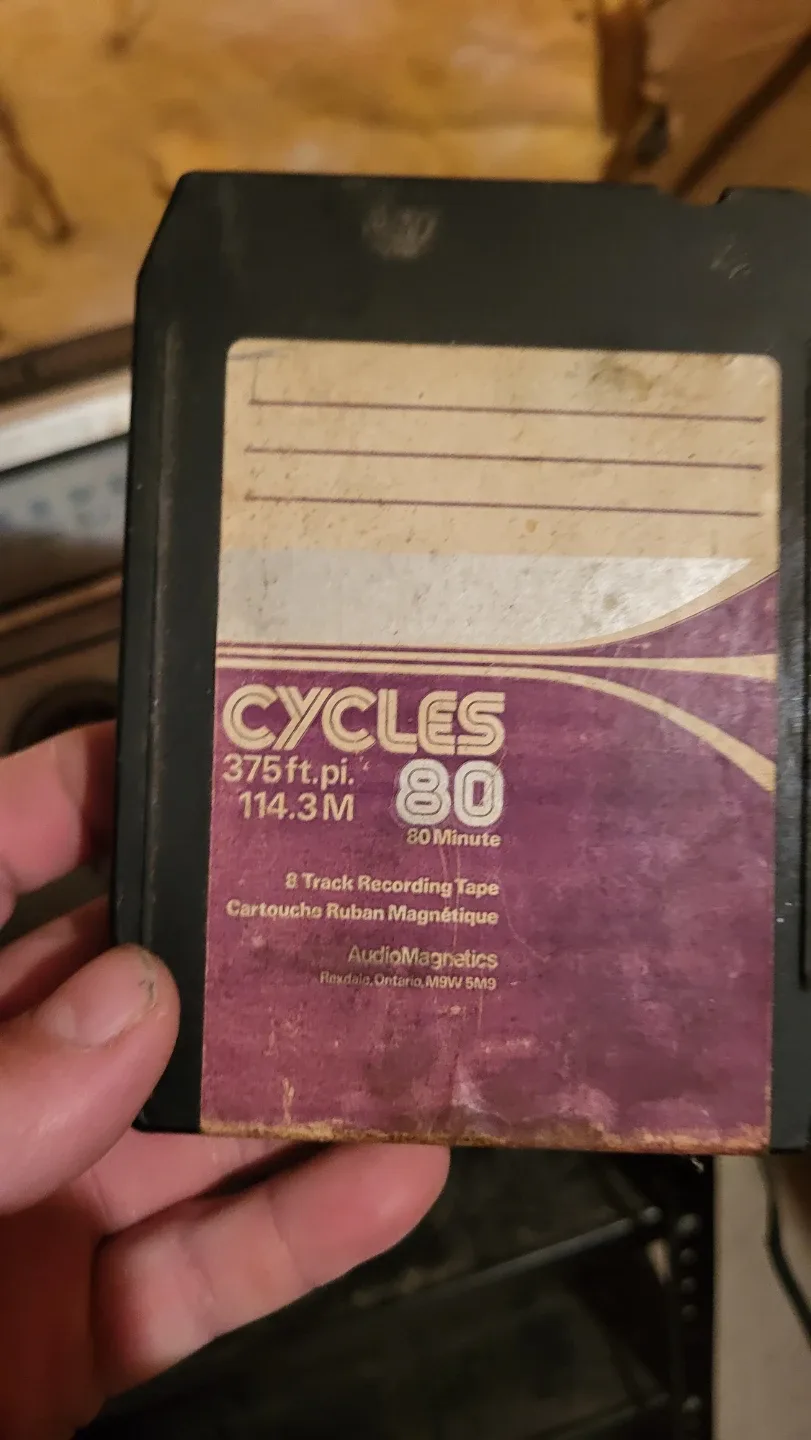 CYCLES
375 ft. pi.
114.3 M
80
80 Minute
8 Track Recording Tape
Cartouche Ruban Magnétique
AudioMagnetics
Rexdale, Ontario, M9W 5M9